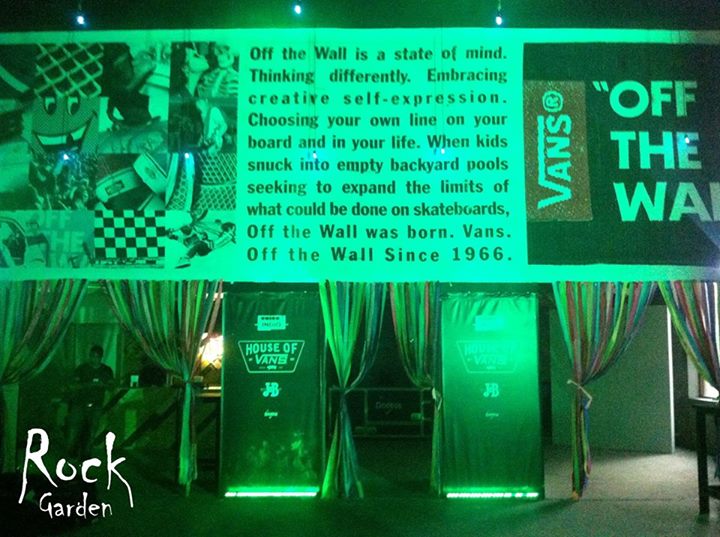 Off the Wall is a state of mind.
Thinking differently. Embracing
creative self-expression.
Choosing your own line on your
board and in your life. When kids
snuck into empty backyard pools
seeking to expand the limits of
what could be done on skateboards,
Off the Wall was born. Vans.
Off the Wall Since 1966.
VANS®
"OFF
THE
WA
HOUSE OF
VANS
J&B
HOUSE OF
VANS
J&B
Rock
Garden